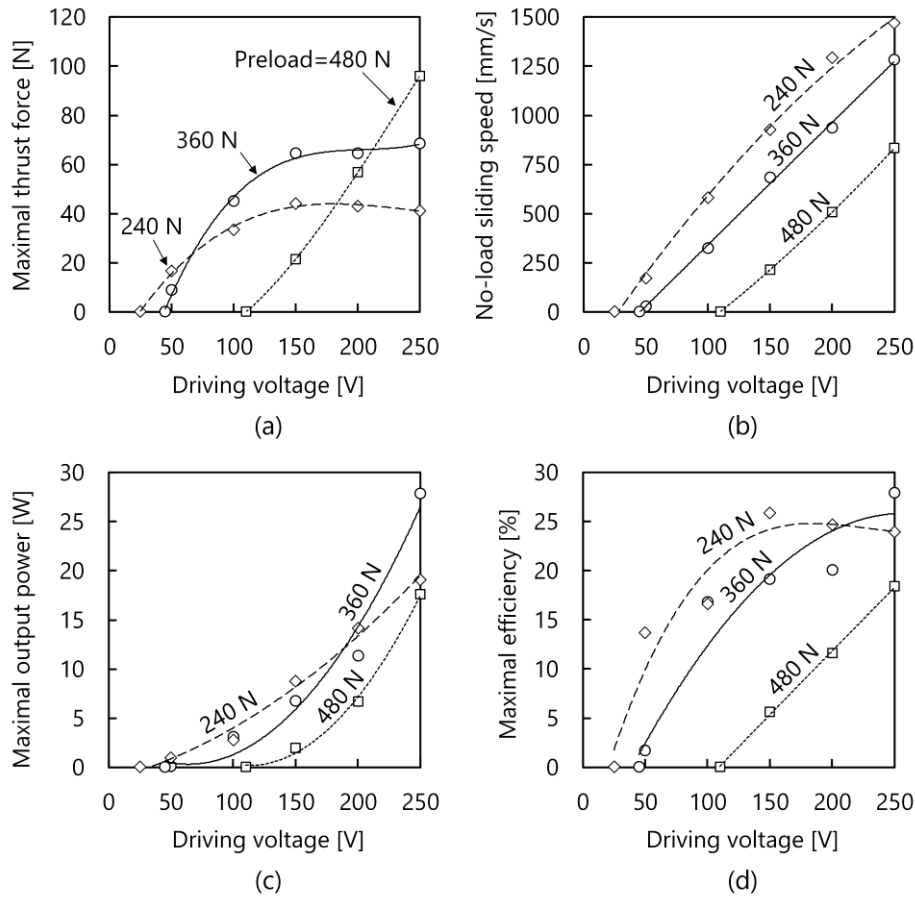 120
100
80
60
40
20
0
Maximal thrust force [N]
Preload=480 N
360 N
240 N
0 50 100 150 200 250
Driving voltage [V]
(a)
1500
1250
1000
750
500
250
0
No-load sliding speed [mm/s]
240 N
360 N
480 N
0 50 100 150 200 250
Driving voltage [V]
(b)
30
25
20
15
10
5
0
Maximal output power [W]
240 N
360 N
480 N
0 50 100 150 200 250
Driving voltage [V]
(c)
30
25
20
15
10
5
0
Maximal efficiency [%]
240 N
360 N
480 N
0 50 100 150 200 250
Driving voltage [V]
(d)